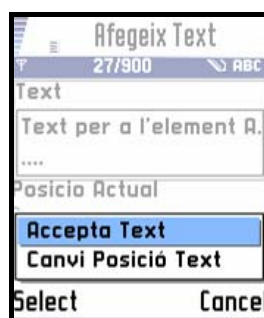 Afegeix Text
27/900 ABC
Text
Text per a l'element A.
....
Posicio Actual
Accepta Text
Canvi Posició Text
Select Cance